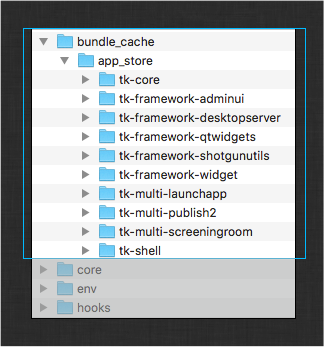 bundle_cache
app_store
tk-core
tk-framework-adminui
tk-framework-desktopserver
tk-framework-qtwidgets
tk-framework-shotgunutils
tk-framework-widget
tk-multi-launchapp
tk-multi-publish2
tk-multi-screeningroom
tk-shell
core
env
hooks